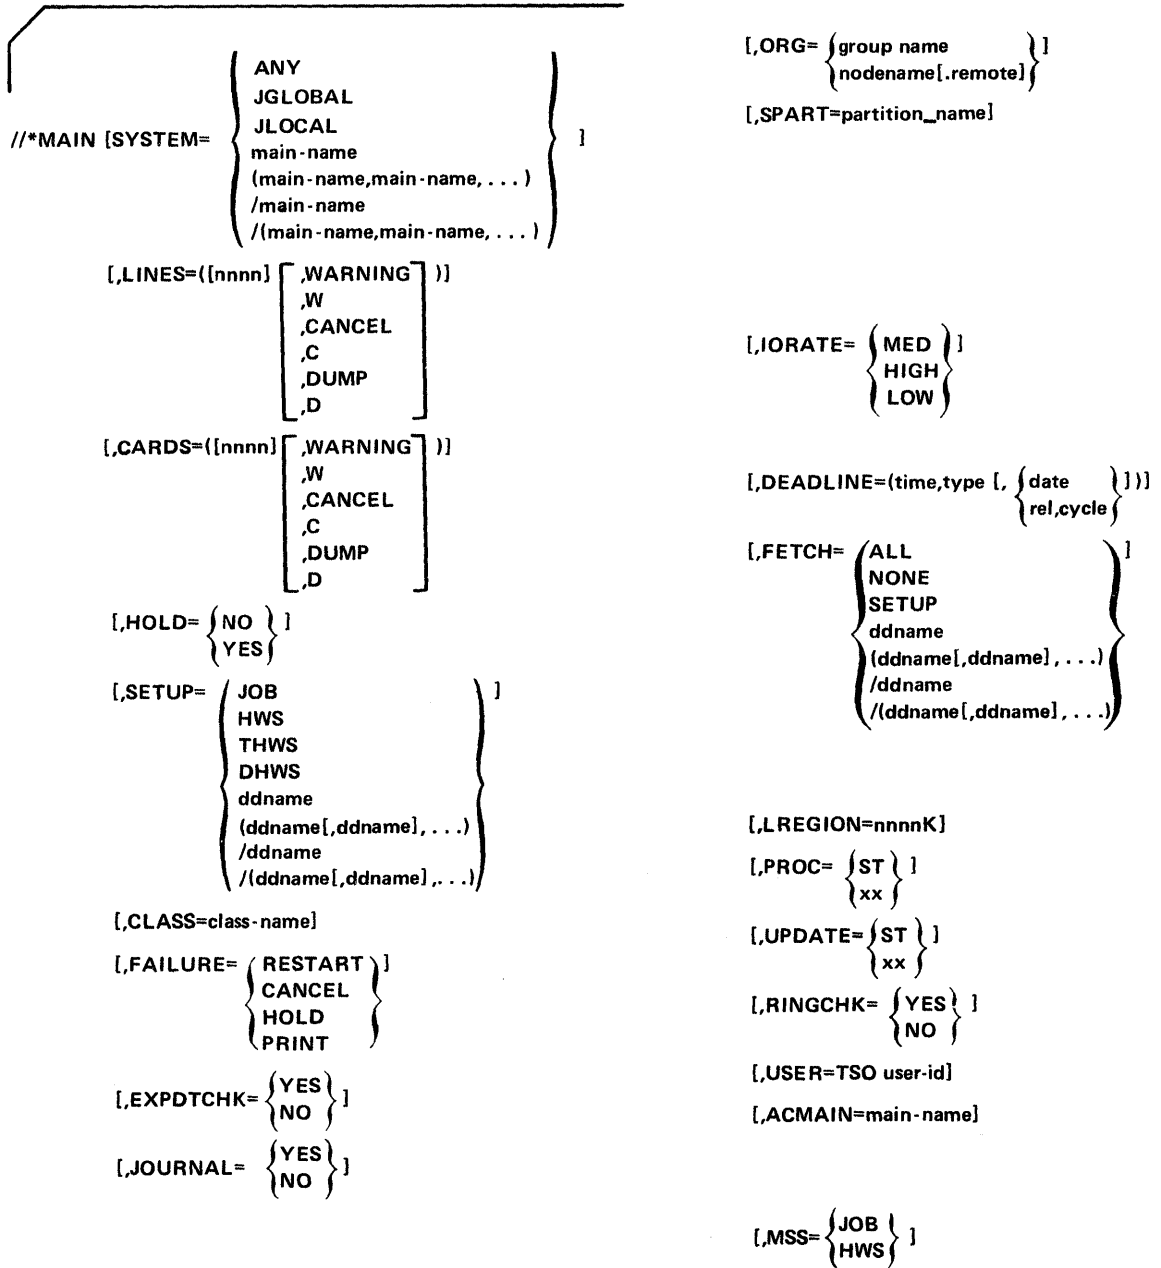 //*MAIN [SYSTEM= { ANY
JGLOBAL
JLOCAL
main-name
(main-name,main-name, . . . )
/main-name
/(main-name,main-name, . . . ) } ]
[,LINES=([nnnn] [ ,WARNING ] )]
,W
,CANCEL
,C
,DUMP
,D
[,CARDS=([nnnn] [ ,WARNING ] )]
,W
,CANCEL
,C
,DUMP
,D
[,HOLD= { NO } ]
YES
[,SETUP= { JOB } ]
HWS
THWS
DHWS
ddname
(ddname[,ddname], . . .)
/ddname
/(ddname[,ddname], . . .)
[,CLASS=class-name]
[,FAILURE= { RESTART } ]
CANCEL
HOLD
PRINT
[,EXPDTCHK= { YES } ]
NO
[,JOURNAL= { YES } ]
NO
[,ORG= { group name } ]
nodename[.remote]
[,SPART=partition_name]
[,IORATE= { MED } ]
HIGH
LOW
[,DEADLINE=(time,type [, { date } ])]
rel,cycle
[,FETCH= { ALL } ]
NONE
SETUP
ddname
(ddname[,ddname], . . .)
/ddname
/(ddname[,ddname], . . .)
[,LREGION=nnnnK]
[,PROC= { ST } ]
xx
[,UPDATE= { ST } ]
xx
[,RINGCHK= { YES } ]
NO
[,USER=TSO user-id]
[,ACMAIN=main-name]
[,MSS= { JOB } ]
HWS